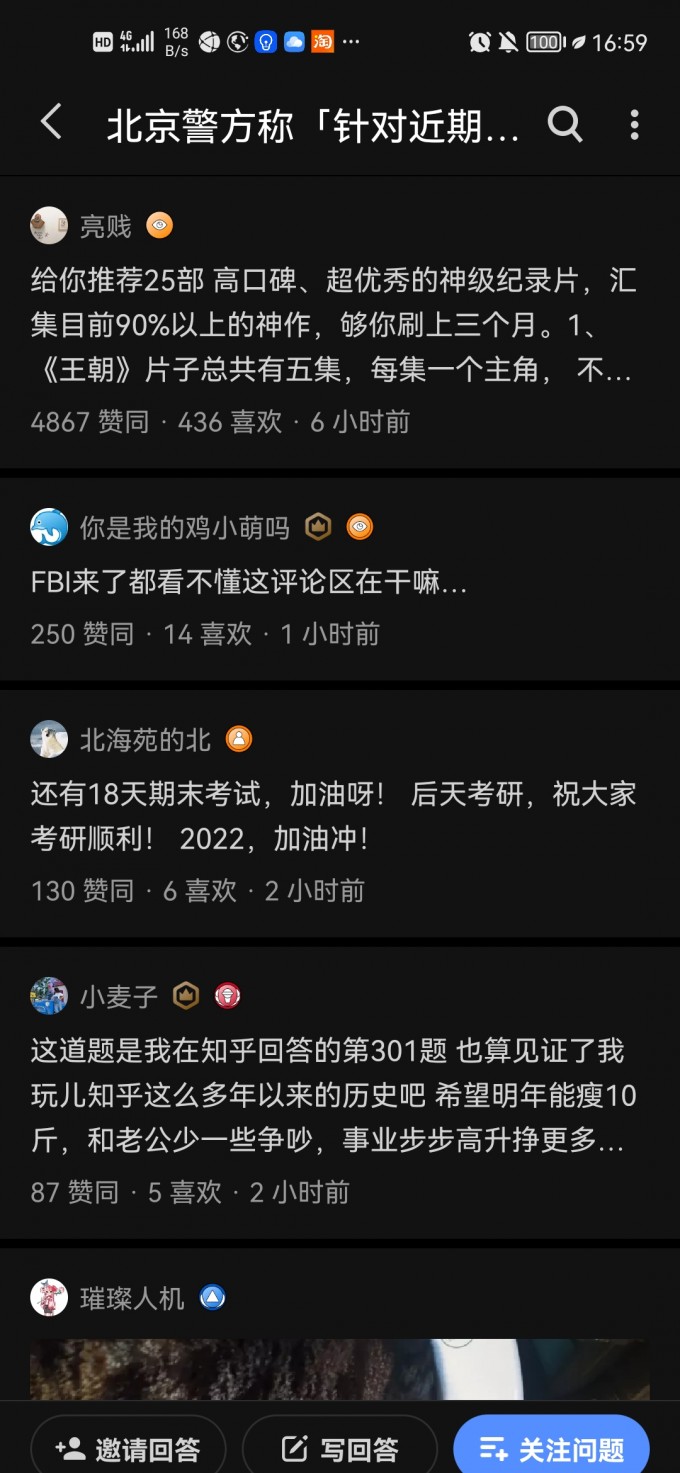 HD 4G 168 B/s 淘 ... 100 16:59
北京警方称「针对近期...
亮贱
给你推荐25部 高口碑、超优秀的神级纪录片，汇
集目前90%以上的神作，够你刷上三个月。1、
《王朝》片子总共有五集，每集一个主角， 不...
4867 赞同 · 436 喜欢 · 6 小时前
你是我的鸡小萌吗
FBI来了都看不懂这评论区在干嘛...
250 赞同 · 14 喜欢 · 1 小时前
北海苑的北
还有18天期末考试，加油呀！ 后天考研，祝大家
考研顺利！ 2022，加油冲！
130 赞同 · 6 喜欢 · 2 小时前
小麦子
这道题是我在知乎回答的第301题 也算见证了我
玩儿知乎这么多年以来的历史吧 希望明年能瘦10
斤，和老公少一些争吵，事业步步高升挣更多...
87 赞同 · 5 喜欢 · 2 小时前
璀璨人机
邀请回答 写回答 关注问题